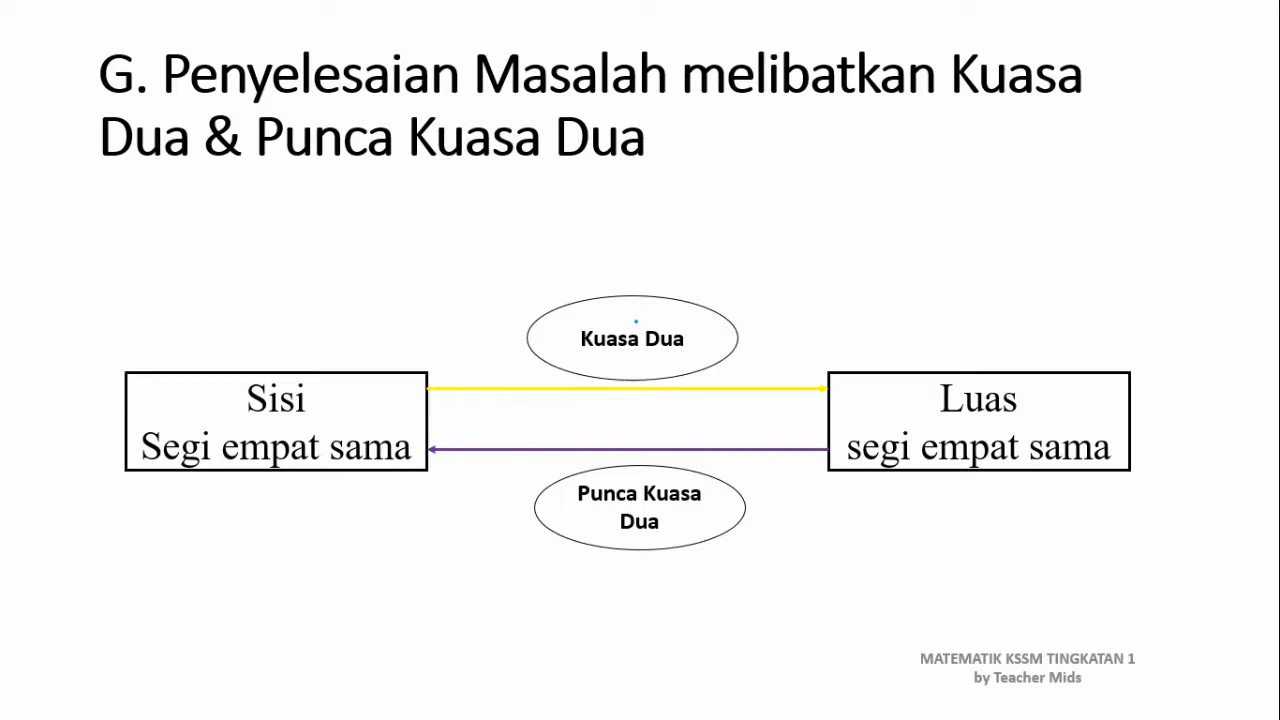 G. Penyelesaian Masalah melibatkan Kuasa
Dua & Punca Kuasa Dua
Kuasa Dua
Sisi
Segi empat sama
Luas
segi empat sama
Punca Kuasa
Dua
MATEMATIK KSSM TINGKATAN 1
by Teacher Mids